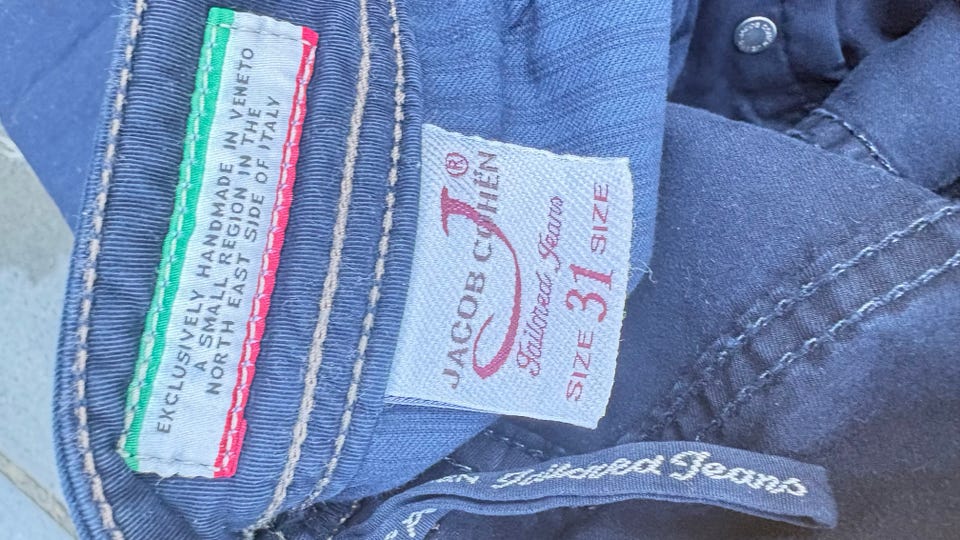 EXCLUSIVELY HANDMADE IN VENETO
A SMALL REGION IN THE
NORTH EAST SIDE OF ITALY
J®
JACOB COHËN
Tailored Jeans
SIZE 31 SIZE
Tailored Jeans